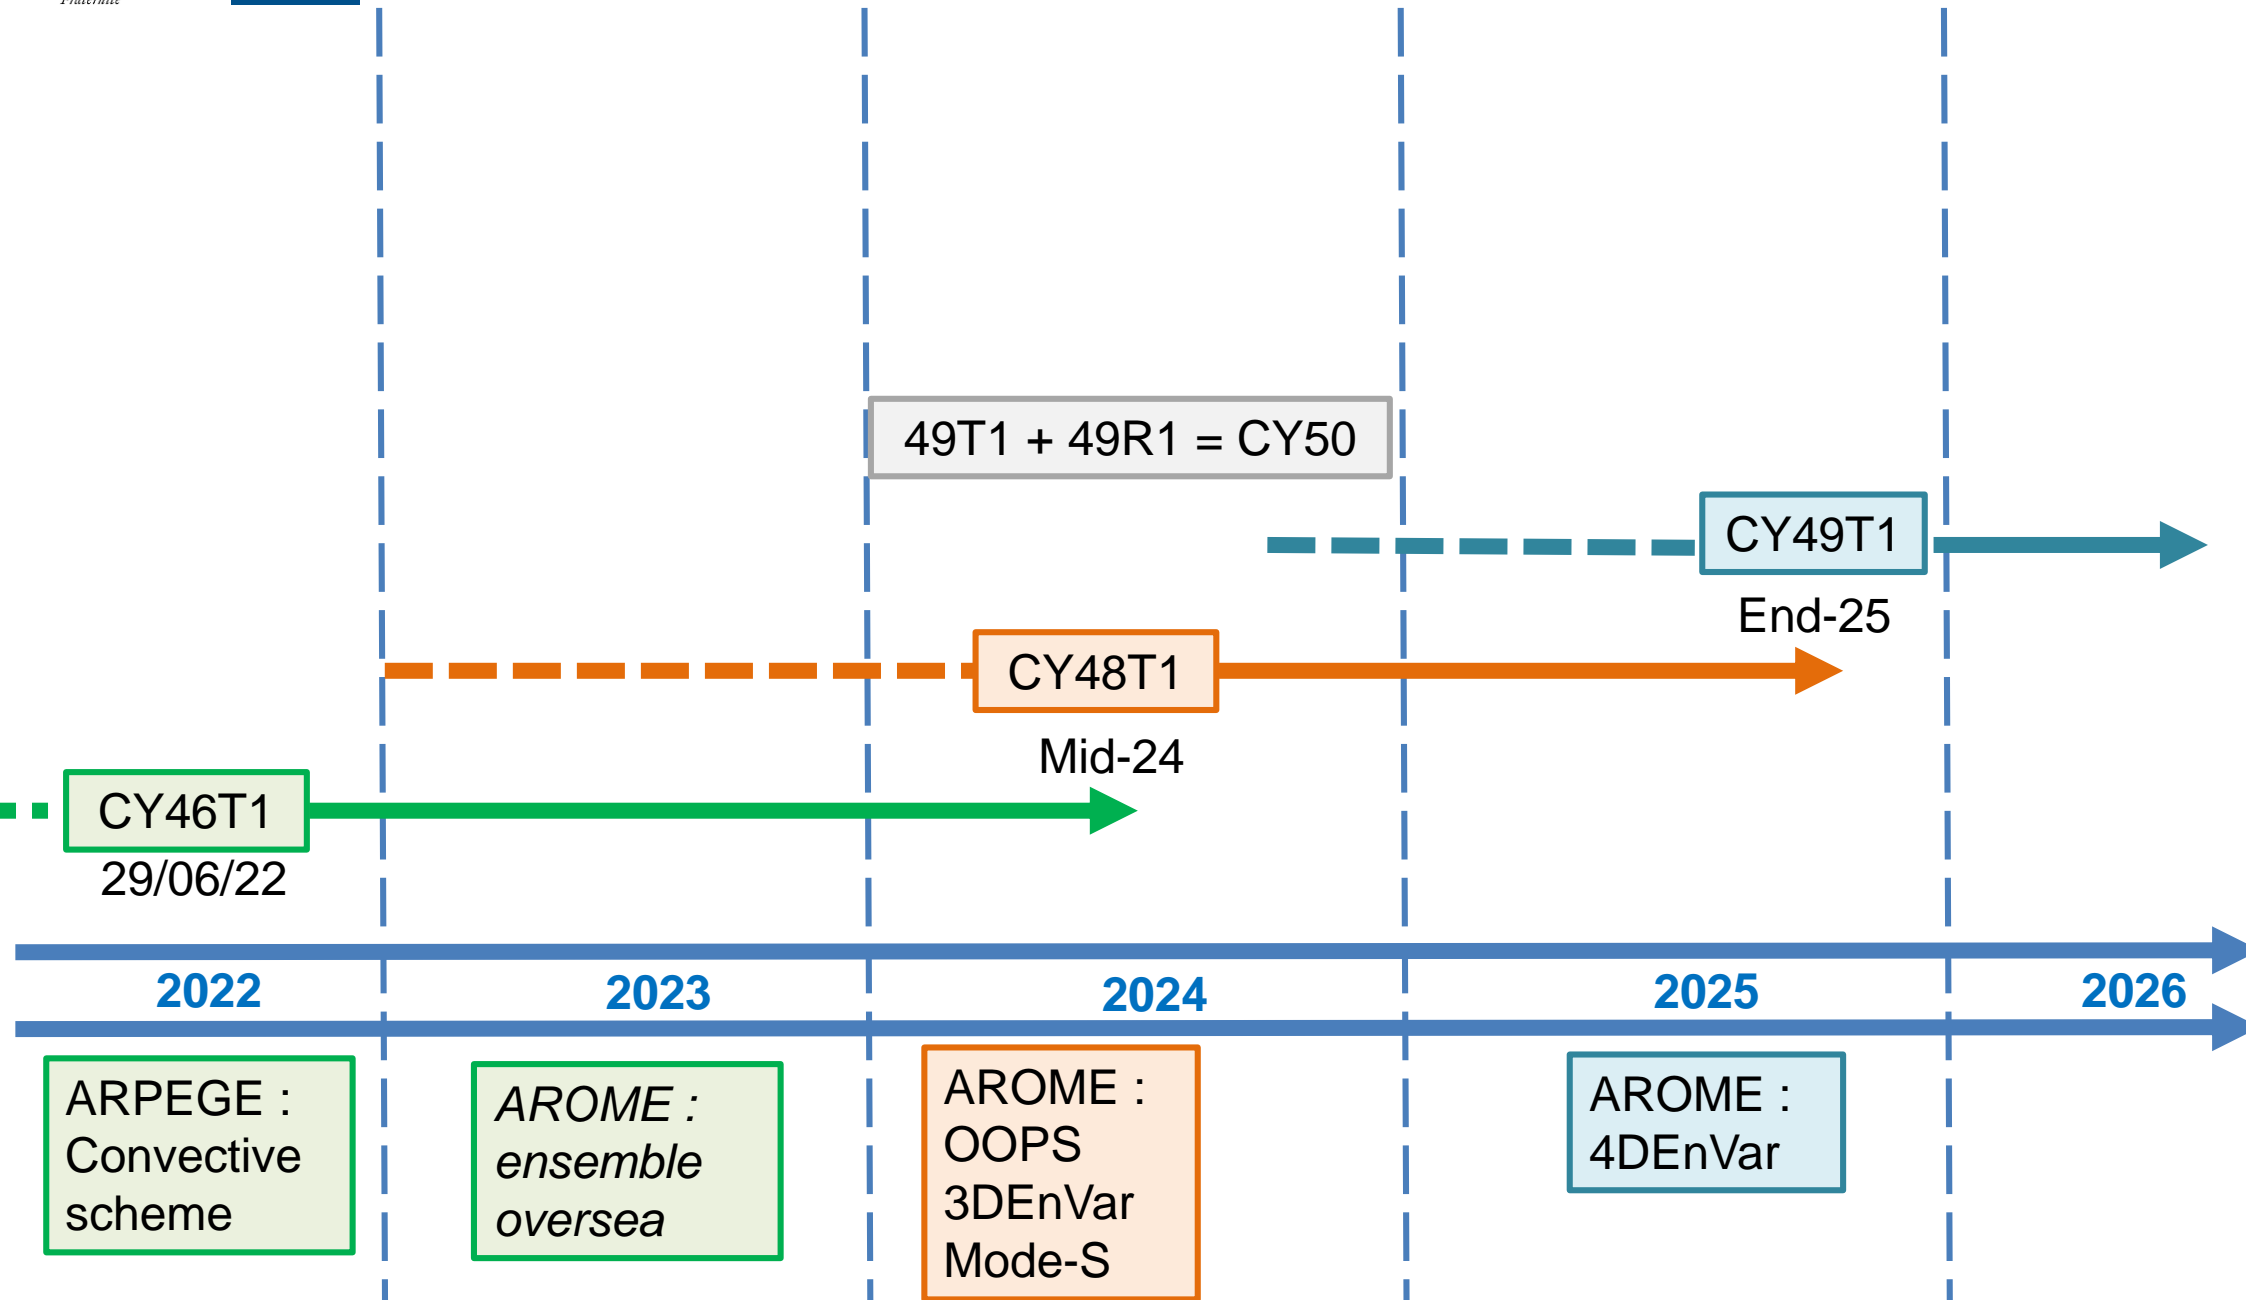 Fraternité
49T1 + 49R1 = CY50
CY49T1
End-25
CY48T1
Mid-24
CY46T1
29/06/22
2022
2023
2024
2025
2026
ARPEGE :
Convective
scheme
AROME :
ensemble
oversea
AROME :
OOPS
3DEnVar
Mode-S
AROME :
4DEnVar